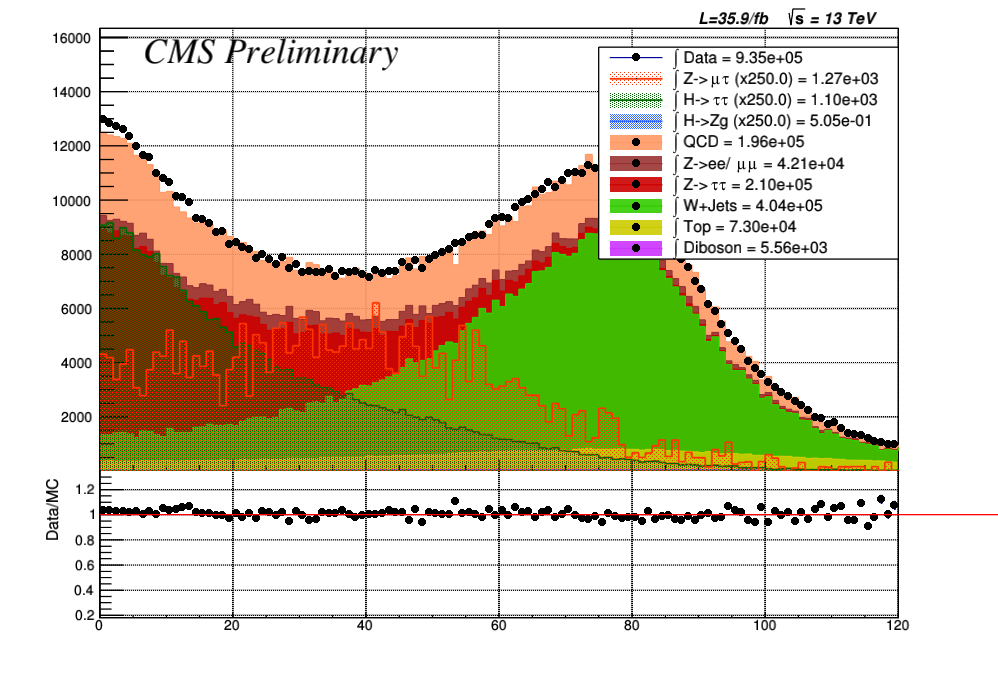 L=35.9/fb √s = 13 TeV
CMS Preliminary
16000
14000
12000
10000
8000
6000
4000
2000
∫ Data = 9.35e+05
∫ Z->μτ (x250.0) = 1.27e+03
∫ H->ττ (x250.0) = 1.10e+03
∫ H->Zg (x250.0) = 5.05e-01
∫ QCD = 1.96e+05
∫ Z->ee/ μμ = 4.21e+04
∫ Z->ττ = 2.10e+05
∫ W+Jets = 4.04e+05
∫ Top = 7.30e+04
∫ Diboson = 5.56e+03
Data/MC
1.2
1
0.8
0.6
0.4
0.2
0 20 40 60 80 100 120